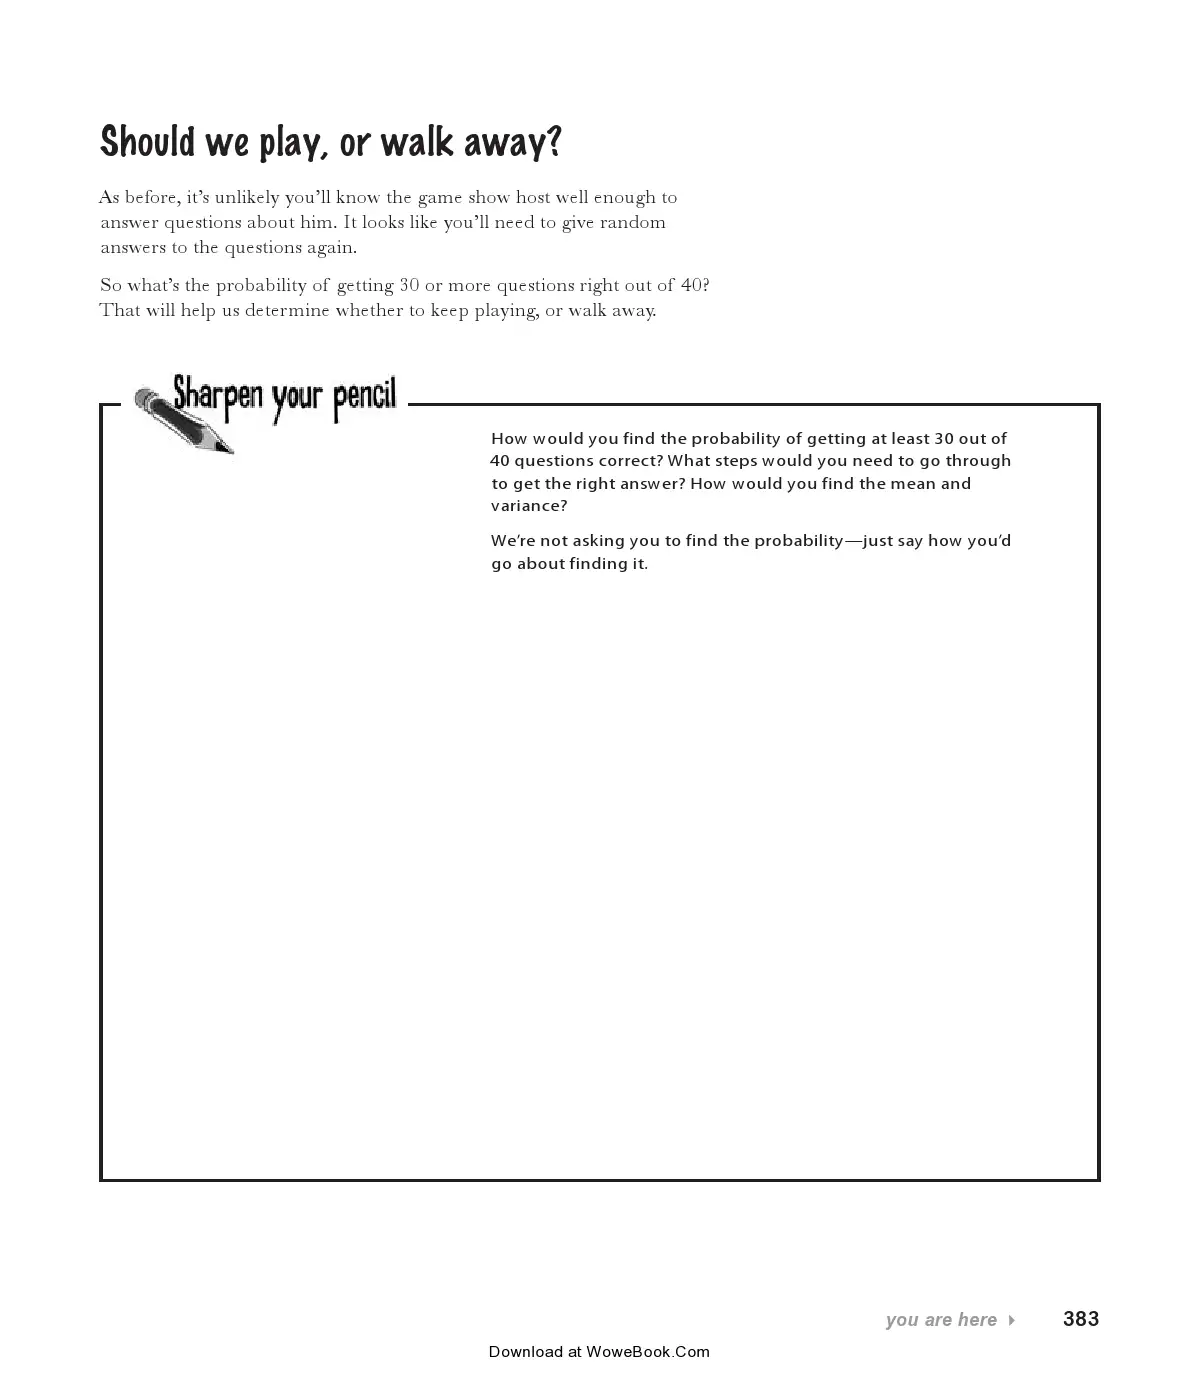 Should we play, or walk away?
As before, it's unlikely you'll know the game show host well enough to
answer questions about him. It looks like you'll need to give random
answers to the questions again.
So what's the probability of getting 30 or more questions right out of 40?
That will help us determine whether to keep playing, or walk away.
Sharpen your pencil
How would you find the probability of getting at least 30 out of
40 questions correct? What steps would you need to go through
to get the right answer? How would you find the mean and
variance?
We're not asking you to find the probability—just say how you'd
go about finding it.
you are here 383
Download at WoweBook.Com